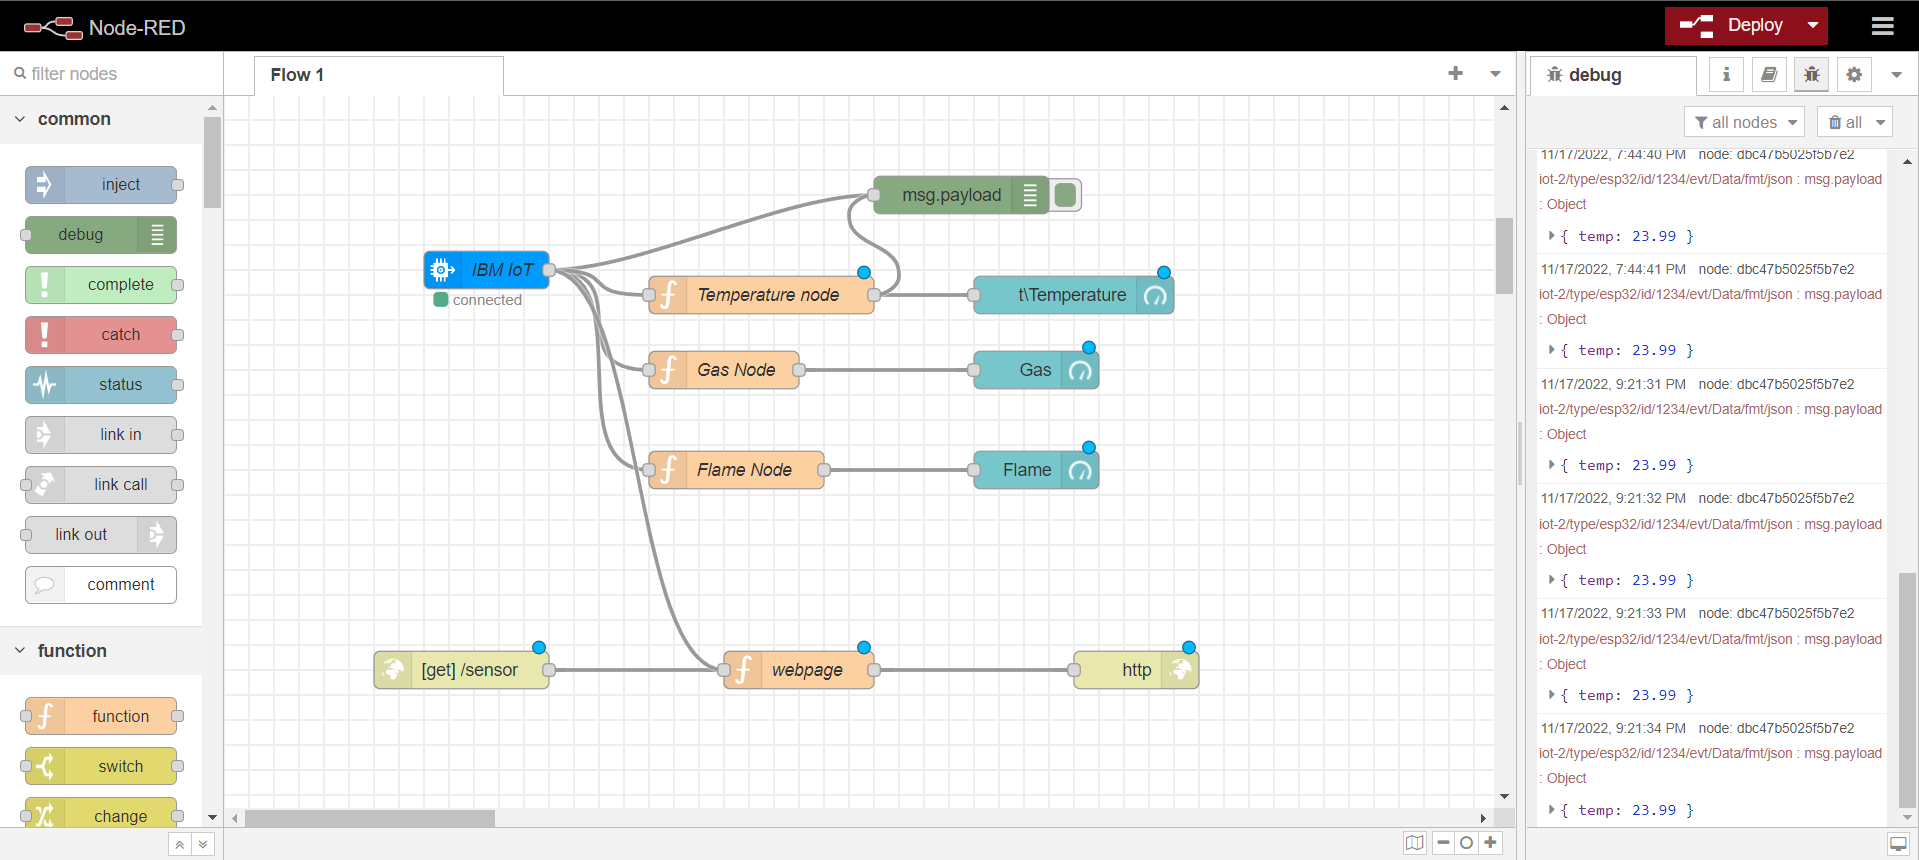 Node-RED
Deploy
filter nodes
Flow 1
debug
i
common
all nodes
all
inject
debug
complete
catch
status
link in
link call
link out
comment
function
function
switch
change
msg.payload
IBM IoT
connected
Temperature node
t\Temperature
Gas Node
Gas
Flame Node
Flame
[get] /sensor
webpage
http
11/17/2022, 7:44:40 PM node: dbc47b5025f5b7e2
iot-2/type/esp32/id/1234/evt/Data/fmt/json : msg.payload
: Object
{ temp: 23.99 }
11/17/2022, 7:44:41 PM node: dbc47b5025f5b7e2
iot-2/type/esp32/id/1234/evt/Data/fmt/json : msg.payload
: Object
{ temp: 23.99 }
11/17/2022, 9:21:31 PM node: dbc47b5025f5b7e2
iot-2/type/esp32/id/1234/evt/Data/fmt/json : msg.payload
: Object
{ temp: 23.99 }
11/17/2022, 9:21:32 PM node: dbc47b5025f5b7e2
iot-2/type/esp32/id/1234/evt/Data/fmt/json : msg.payload
: Object
{ temp: 23.99 }
11/17/2022, 9:21:33 PM node: dbc47b5025f5b7e2
iot-2/type/esp32/id/1234/evt/Data/fmt/json : msg.payload
: Object
{ temp: 23.99 }
11/17/2022, 9:21:34 PM node: dbc47b5025f5b7e2
iot-2/type/esp32/id/1234/evt/Data/fmt/json : msg.payload
: Object
{ temp: 23.99 }